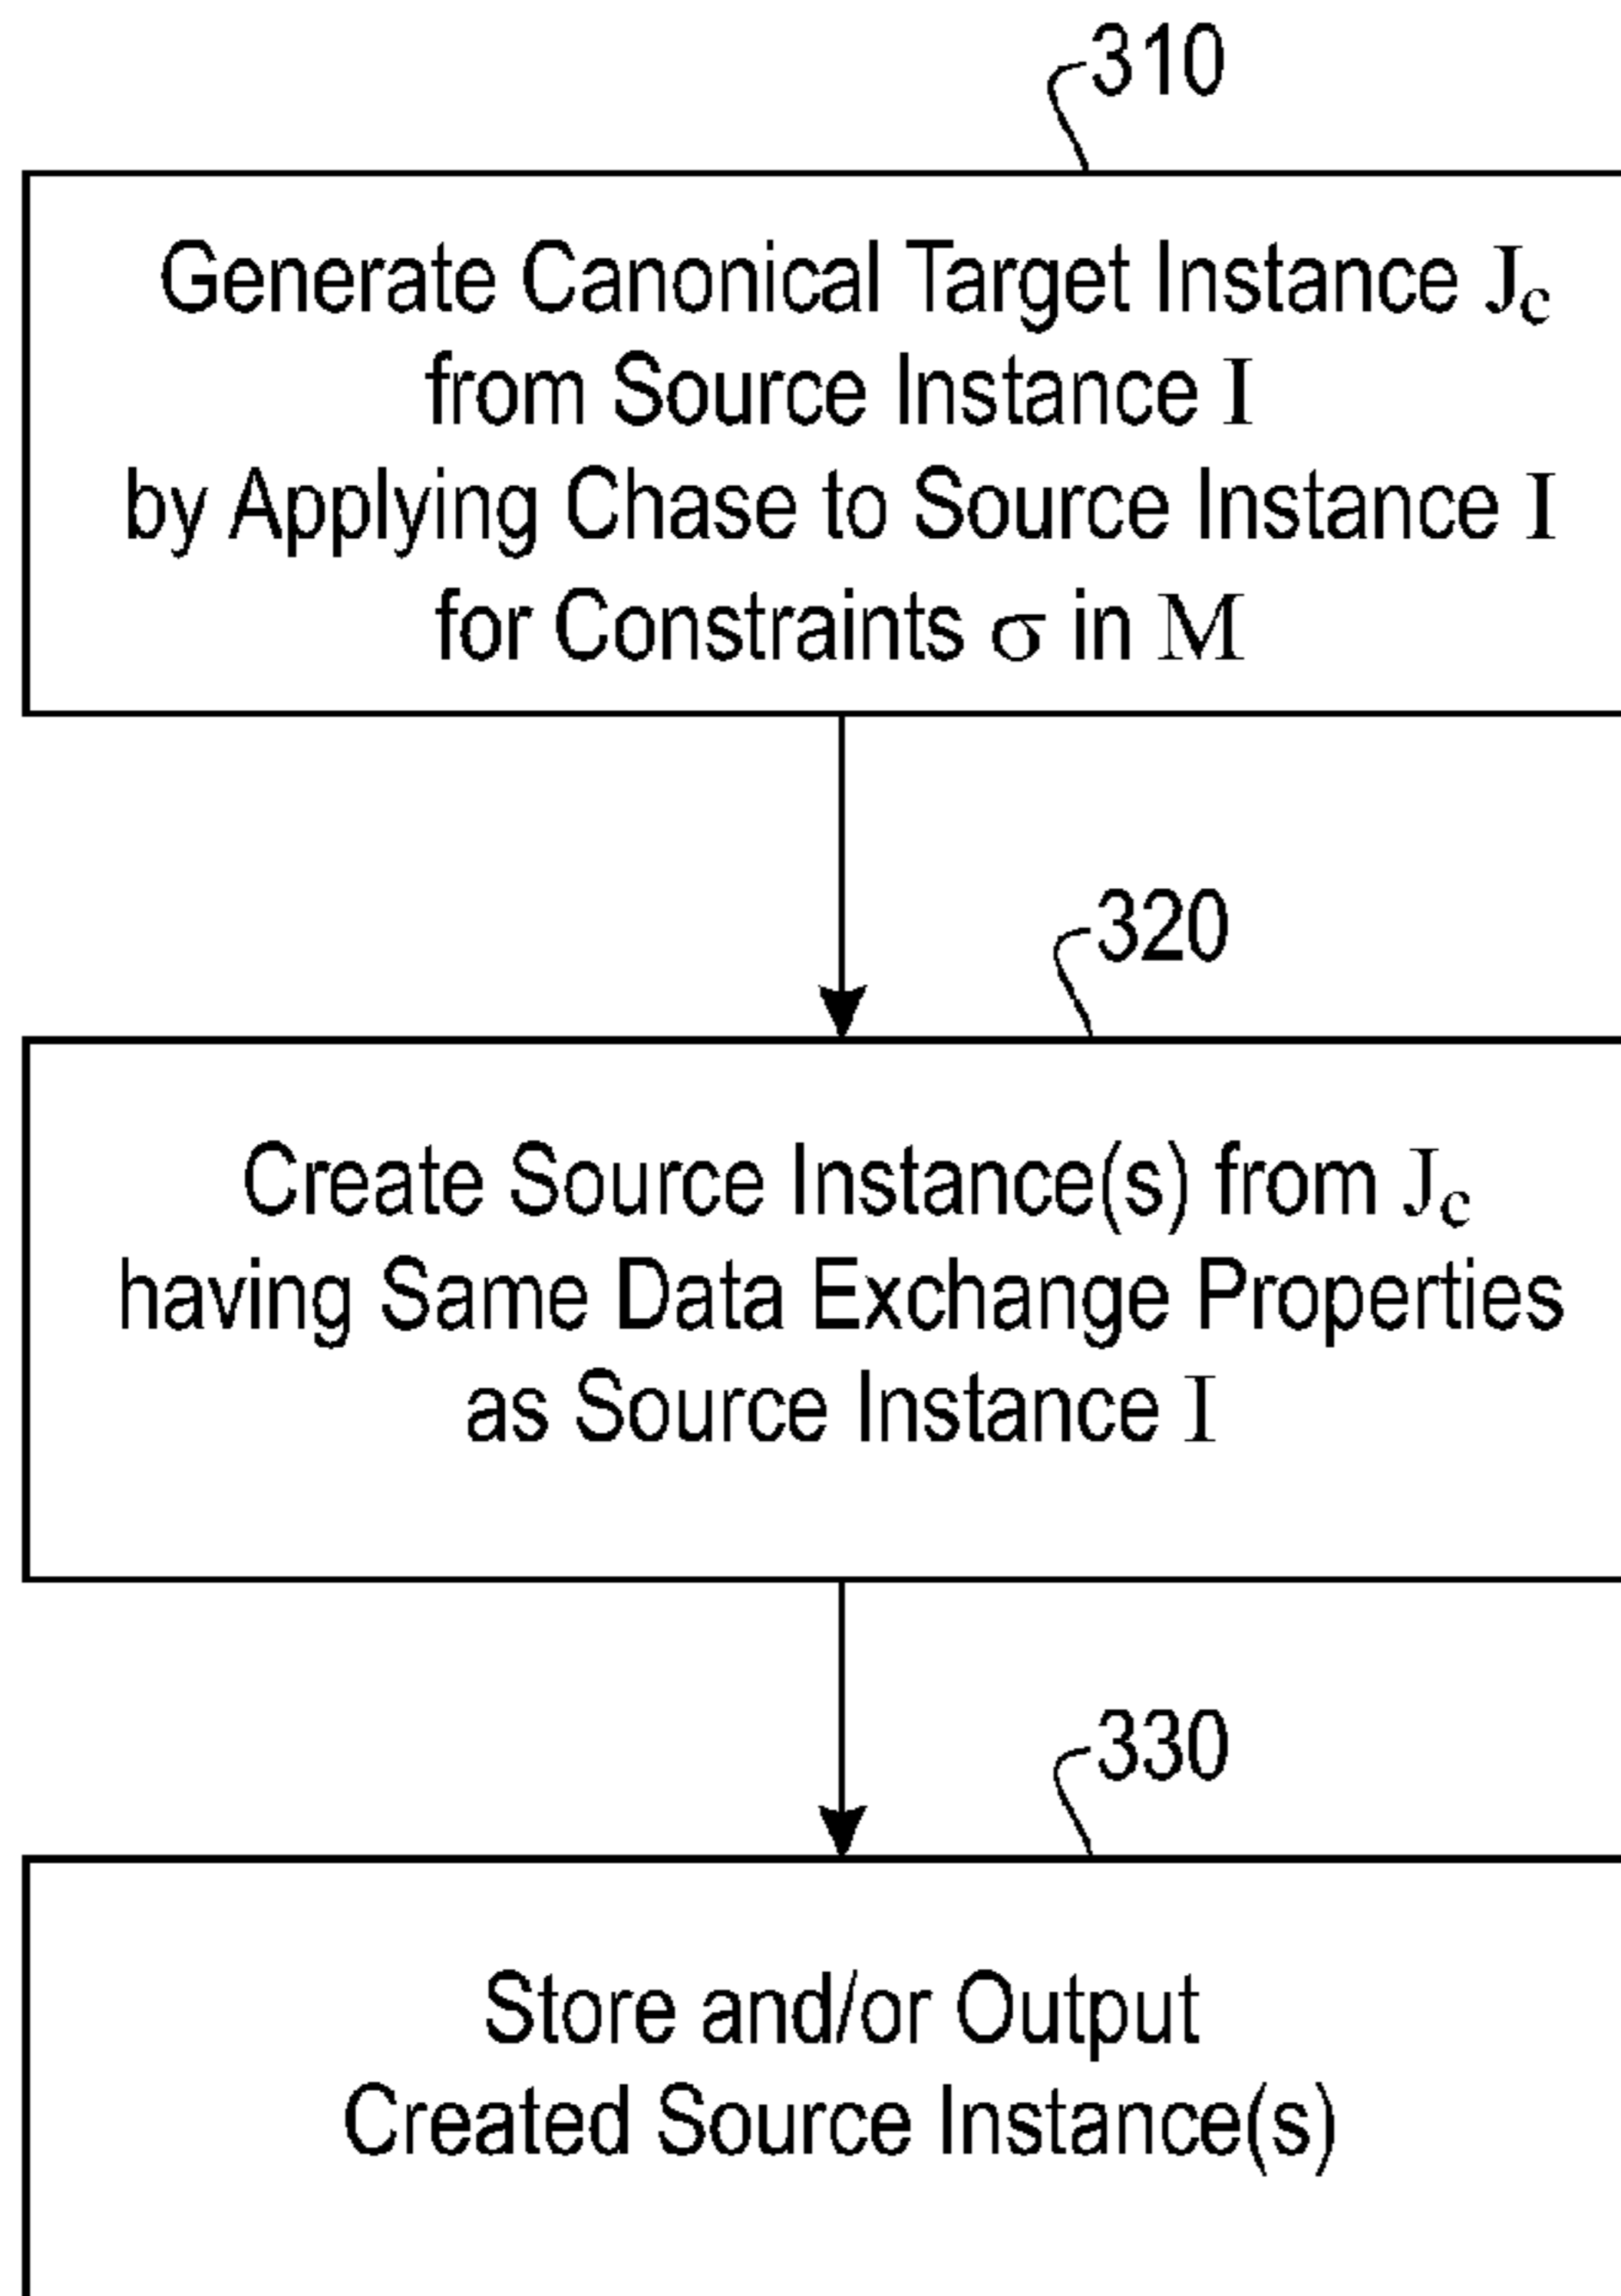 310
Generate Canonical Target Instance Jc
from Source Instance I
by Applying Chase to Source Instance I
for Constraints σ in M
320
Create Source Instance(s) from Jc
having Same Data Exchange Properties
as Source Instance I
330
Store and/or Output
Created Source Instance(s)